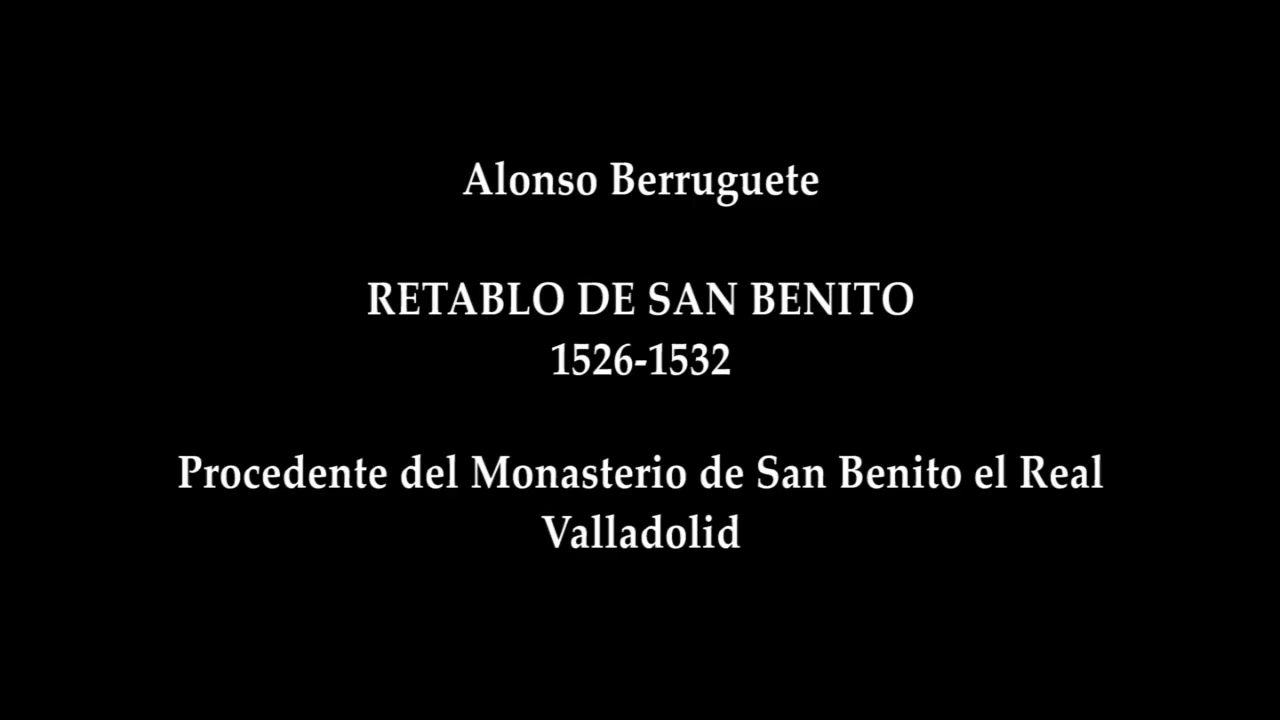 Alonso Berruguete
RETABLO DE SAN BENITO
1526-1532
Procedente del Monasterio de San Benito el Real
Valladolid